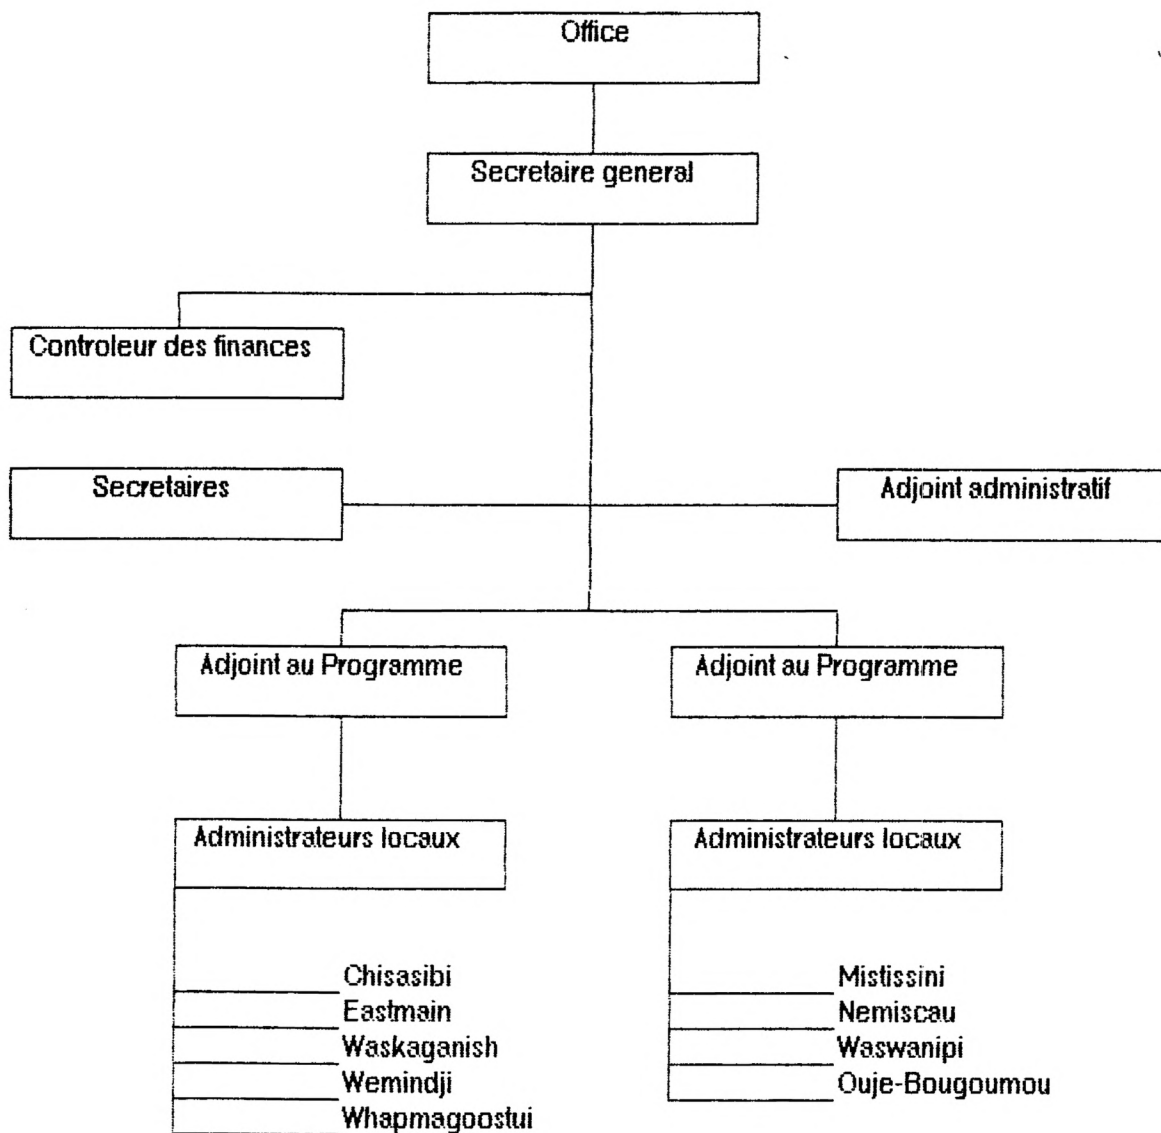 Office
Secretaire general
Controleur des finances
Secretaires
Adjoint administratif
Adjoint au Programme
Adjoint au Programme
Administrateurs locaux
Administrateurs locaux
Chisasibi
Eastmain
Waskaganish
Wemindji
Whapmagoostui
Mistissini
Nemiscau
Waswanipi
Ouje-Bougoumou